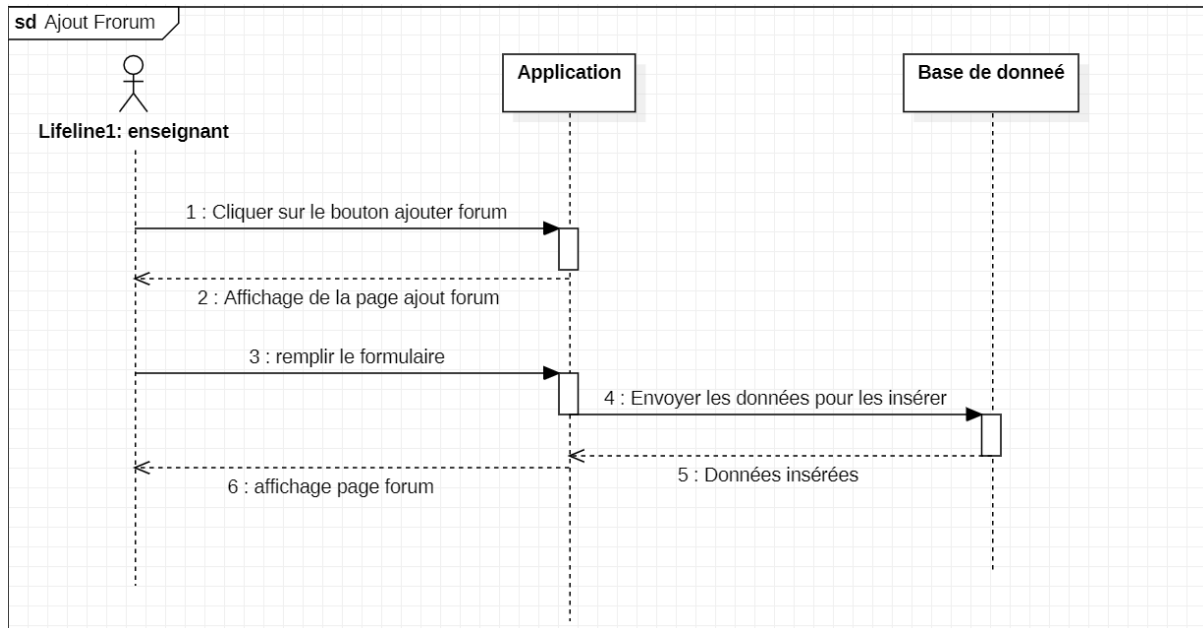 sd Ajout Frorum
Application
Base de donneé
Lifeline1: enseignant
1 : Cliquer sur le bouton ajouter forum
2 : Affichage de la page ajout forum
3 : remplir le formulaire
4 : Envoyer les données pour les insérer
5 : Données insérées
6 : affichage page forum